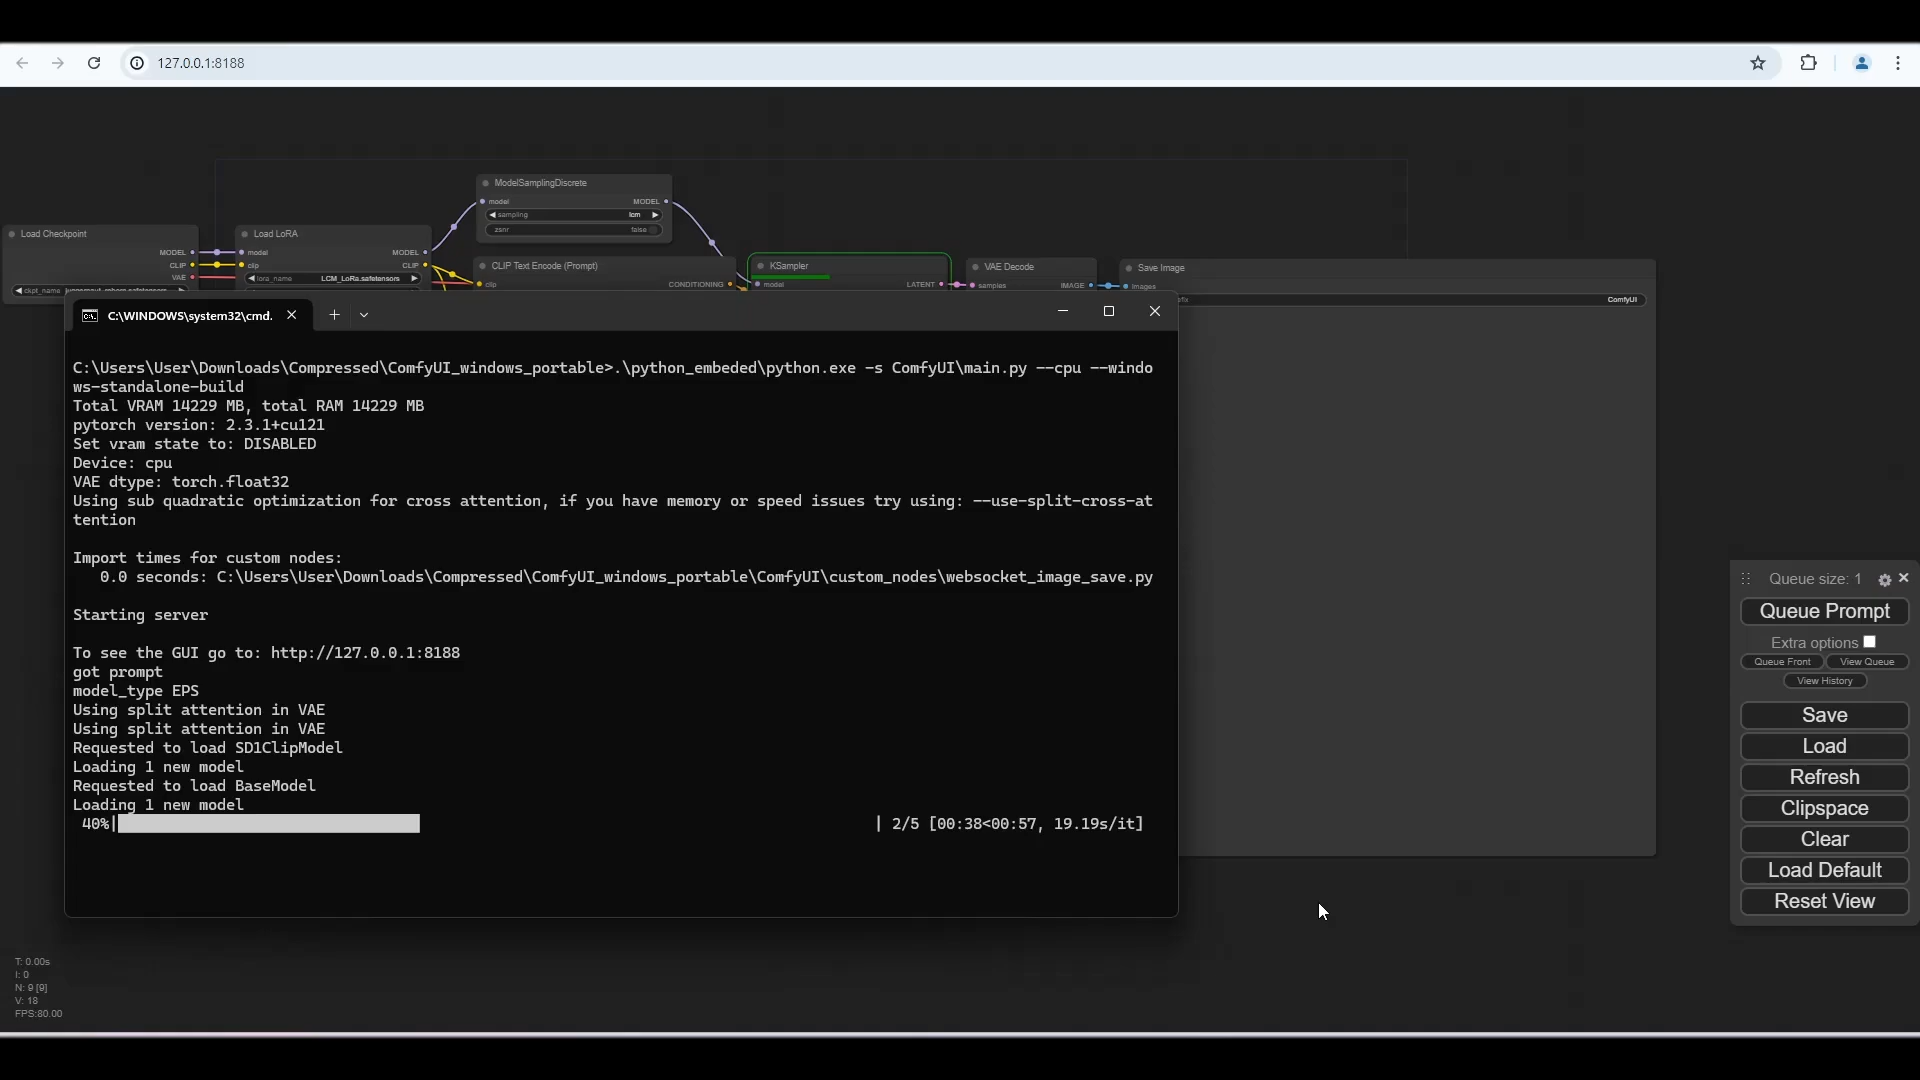 127.0.0.1:8188
ModelSamplingDiscrete
model MODEL
sampling lcm
zsnr false
Load Checkpoint
MODEL
CLIP
VAE
Load LoRA
model MODEL
clip CLIP
lora_name LCM_LoRa.safetensors
CLIP Text Encode (Prompt)
clip CONDITIONING
KSampler
model LATENT
VAE Decode
samples IMAGE
Save Image
images
ComfyUI
C:\WINDOWS\system32\cmd.
C:\Users\User\Downloads\Compressed\ComfyUI_windows_portable>.\python_embeded\python.exe -s ComfyUI\main.py --cpu --windo
ws-standalone-build
Total VRAM 14229 MB, total RAM 14229 MB
pytorch version: 2.3.1+cu121
Set vram state to: DISABLED
Device: cpu
VAE dtype: torch.float32
Using sub quadratic optimization for cross attention, if you have memory or speed issues try using: --use-split-cross-at
tention
Import times for custom nodes:
0.0 seconds: C:\Users\User\Downloads\Compressed\ComfyUI_windows_portable\ComfyUI\custom_nodes\websocket_image_save.py
Starting server
To see the GUI go to: http://127.0.0.1:8188
got prompt
model_type EPS
Using split attention in VAE
Using split attention in VAE
Requested to load SD1ClipModel
Loading 1 new model
Requested to load BaseModel
Loading 1 new model
40%| | 2/5 [00:38<00:57, 19.19s/it]
Queue size: 1
Queue Prompt
Extra options
Queue Front View Queue
View History
Save
Load
Refresh
Clipspace
Clear
Load Default
Reset View
T: 0.00s
I: 0
N: 9 [9]
V: 18
FPS:80.00